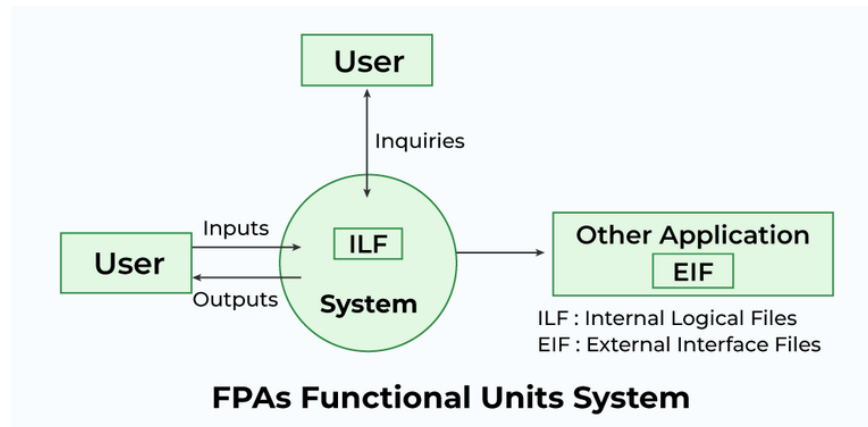 User
Inquiries
Inputs
User
Outputs
ILF
System
Other Application
EIF
ILF : Internal Logical Files
EIF : External Interface Files
FPAs Functional Units System